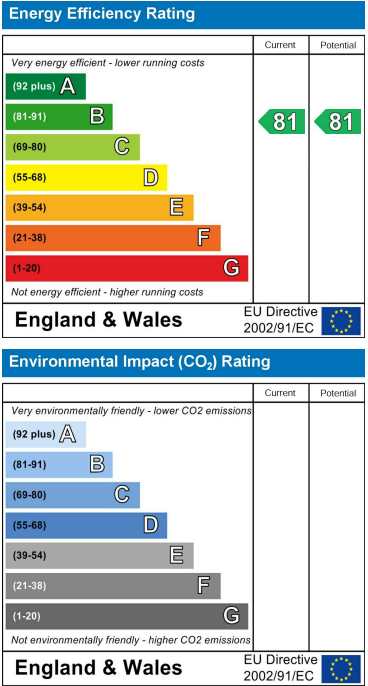 Energy Efficiency Rating
Current Potential
Very energy efficient - lower running costs
(92 plus) A
(81-91) B
81 81
(69-80) C
(55-68) D
(39-54) E
(21-38) F
(1-20) G
Not energy efficient - higher running costs
England & Wales
EU Directive
2002/91/EC
Environmental Impact (CO₂) Rating
Current Potential
Very environmentally friendly - lower CO2 emissions
(92 plus) A
(81-91) B
(69-80) C
(55-68) D
(39-54) E
(21-38) F
(1-20) G
Not environmentally friendly - higher CO2 emissions
England & Wales
EU Directive
2002/91/EC